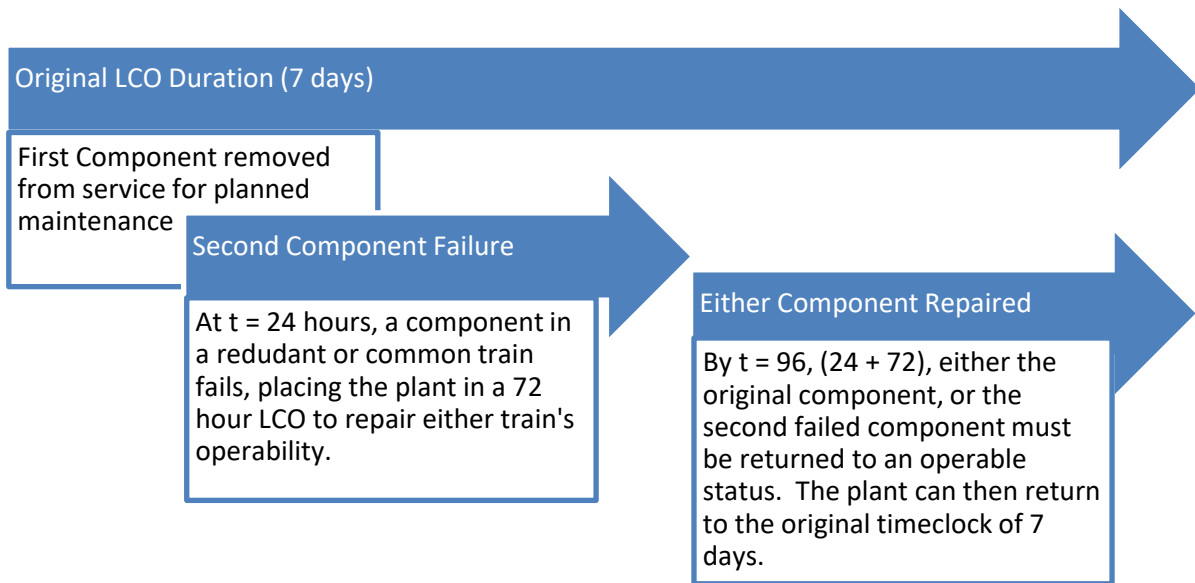 Original LCO Duration (7 days)
First Component removed
from service for planned
maintenance
Second Component Failure
At t = 24 hours, a component in
a redudant or common train
fails, placing the plant in a 72
hour LCO to repair either train's
operability.
Either Component Repaired
By t = 96, (24 + 72), either the
original component, or the
second failed component must
be returned to an operable
status.  The plant can then return
to the original timeclock of 7
days.